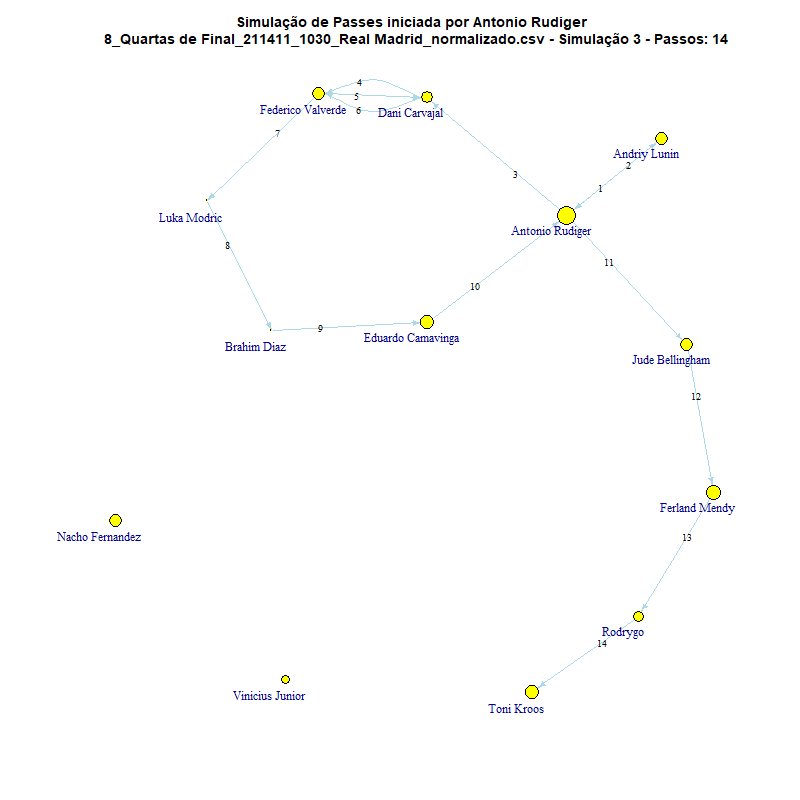 Simulação de Passes iniciada por Antonio Rudiger
8_Quartas de Final_211411_1030_Real Madrid_normalizado.csv - Simulação 3 - Passos: 14
4
5
6
Federico Valverde
Dani Carvajal
7
Andriy Lunin
2
3
1
Luka Modric
Antonio Rudiger
8
11
10
9
Brahim Diaz
Eduardo Camavinga
Jude Bellingham
12
Ferland Mendy
Nacho Fernandez
13
Rodrygo
14
Vinicius Junior
Toni Kroos